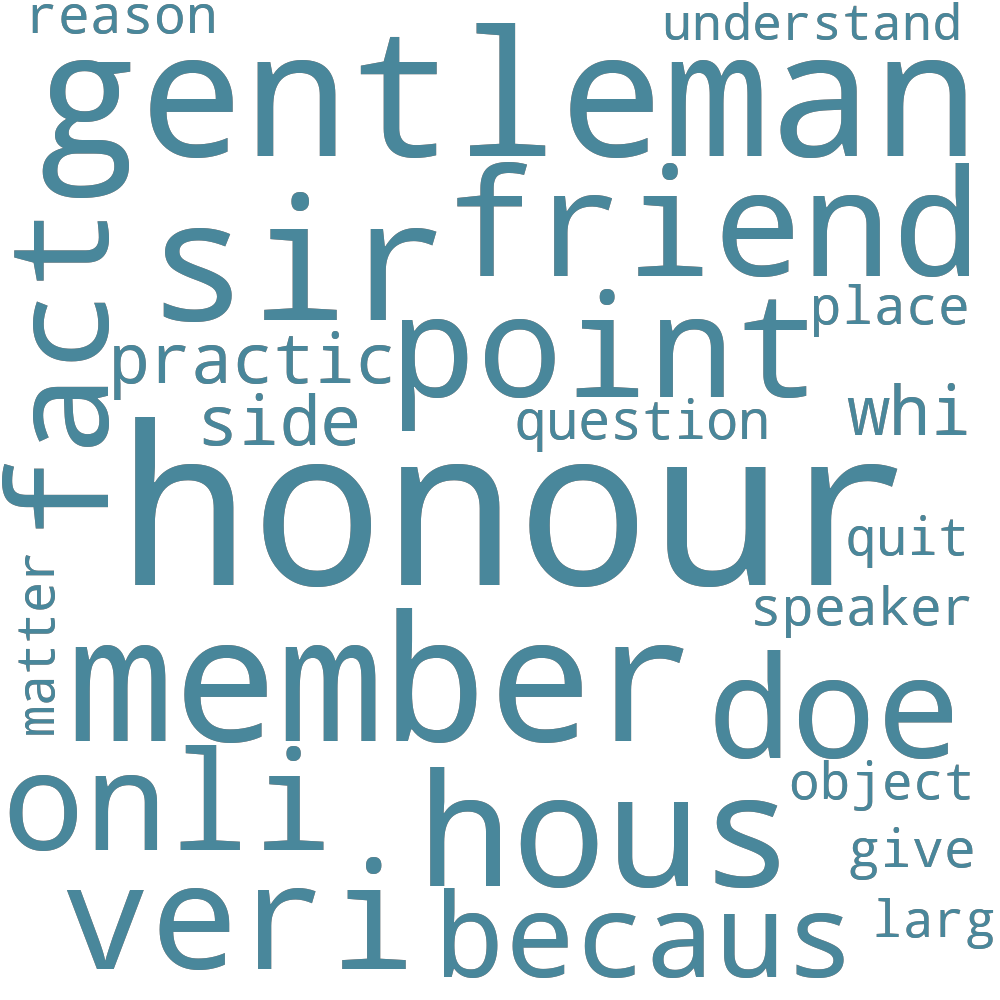 reason
understand
gentleman
fact
sir
friend
place
practic
point
side
question
whi
honour
quit
matter
speaker
member
doe
onli
hous
object
give
veri
becaus
larg